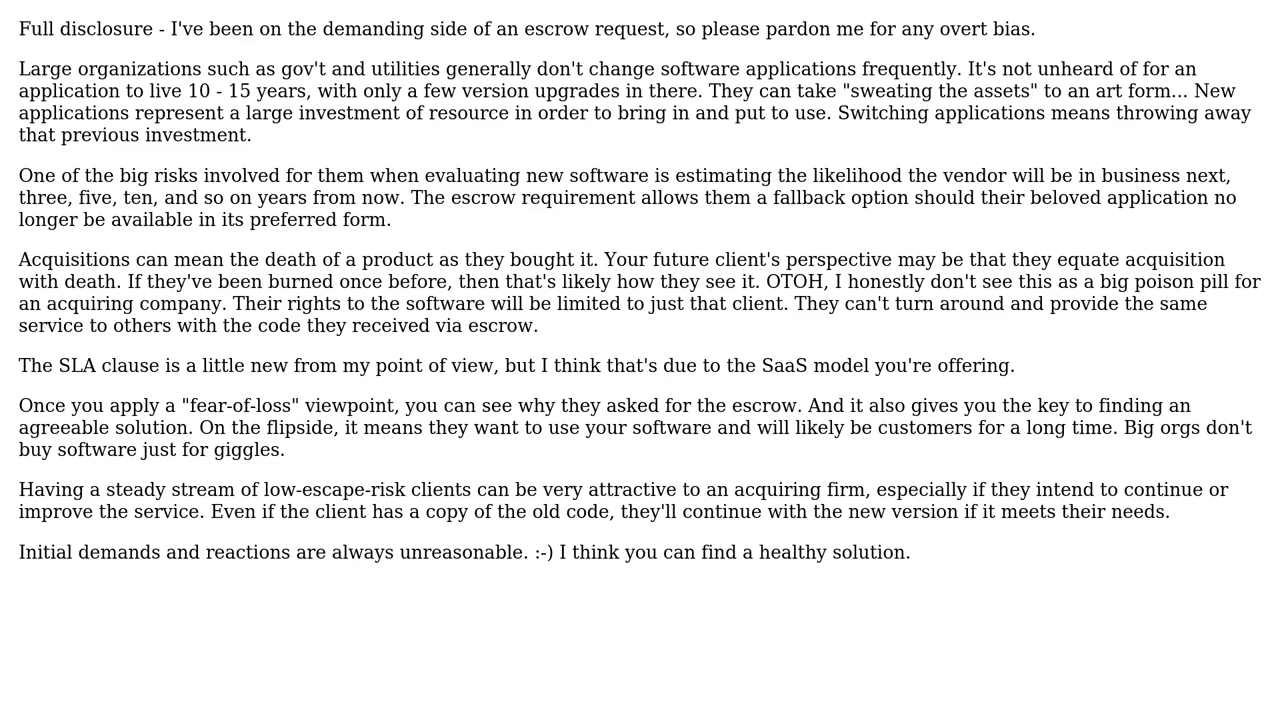 Full disclosure - I've been on the demanding side of an escrow request, so please pardon me for any overt bias.
Large organizations such as gov't and utilities generally don't change software applications frequently. It's not unheard of for an
application to live 10 - 15 years, with only a few version upgrades in there. They can take "sweating the assets" to an art form... New
applications represent a large investment of resource in order to bring in and put to use. Switching applications means throwing away
that previous investment.
One of the big risks involved for them when evaluating new software is estimating the likelihood the vendor will be in business next,
three, five, ten, and so on years from now. The escrow requirement allows them a fallback option should their beloved application no
longer be available in its preferred form.
Acquisitions can mean the death of a product as they bought it. Your future client's perspective may be that they equate acquisition
with death. If they've been burned once before, then that's likely how they see it. OTOH, I honestly don't see this as a big poison pill for
an acquiring company. Their rights to the software will be limited to just that client. They can't turn around and provide the same
service to others with the code they received via escrow.
The SLA clause is a little new from my point of view, but I think that's due to the SaaS model you're offering.
Once you apply a "fear-of-loss" viewpoint, you can see why they asked for the escrow. And it also gives you the key to finding an
agreeable solution. On the flipside, it means they want to use your software and will likely be customers for a long time. Big orgs don't
buy software just for giggles.
Having a steady stream of low-escape-risk clients can be very attractive to an acquiring firm, especially if they intend to continue or
improve the service. Even if the client has a copy of the old code, they'll continue with the new version if it meets their needs.
Initial demands and reactions are always unreasonable. :-) I think you can find a healthy solution.